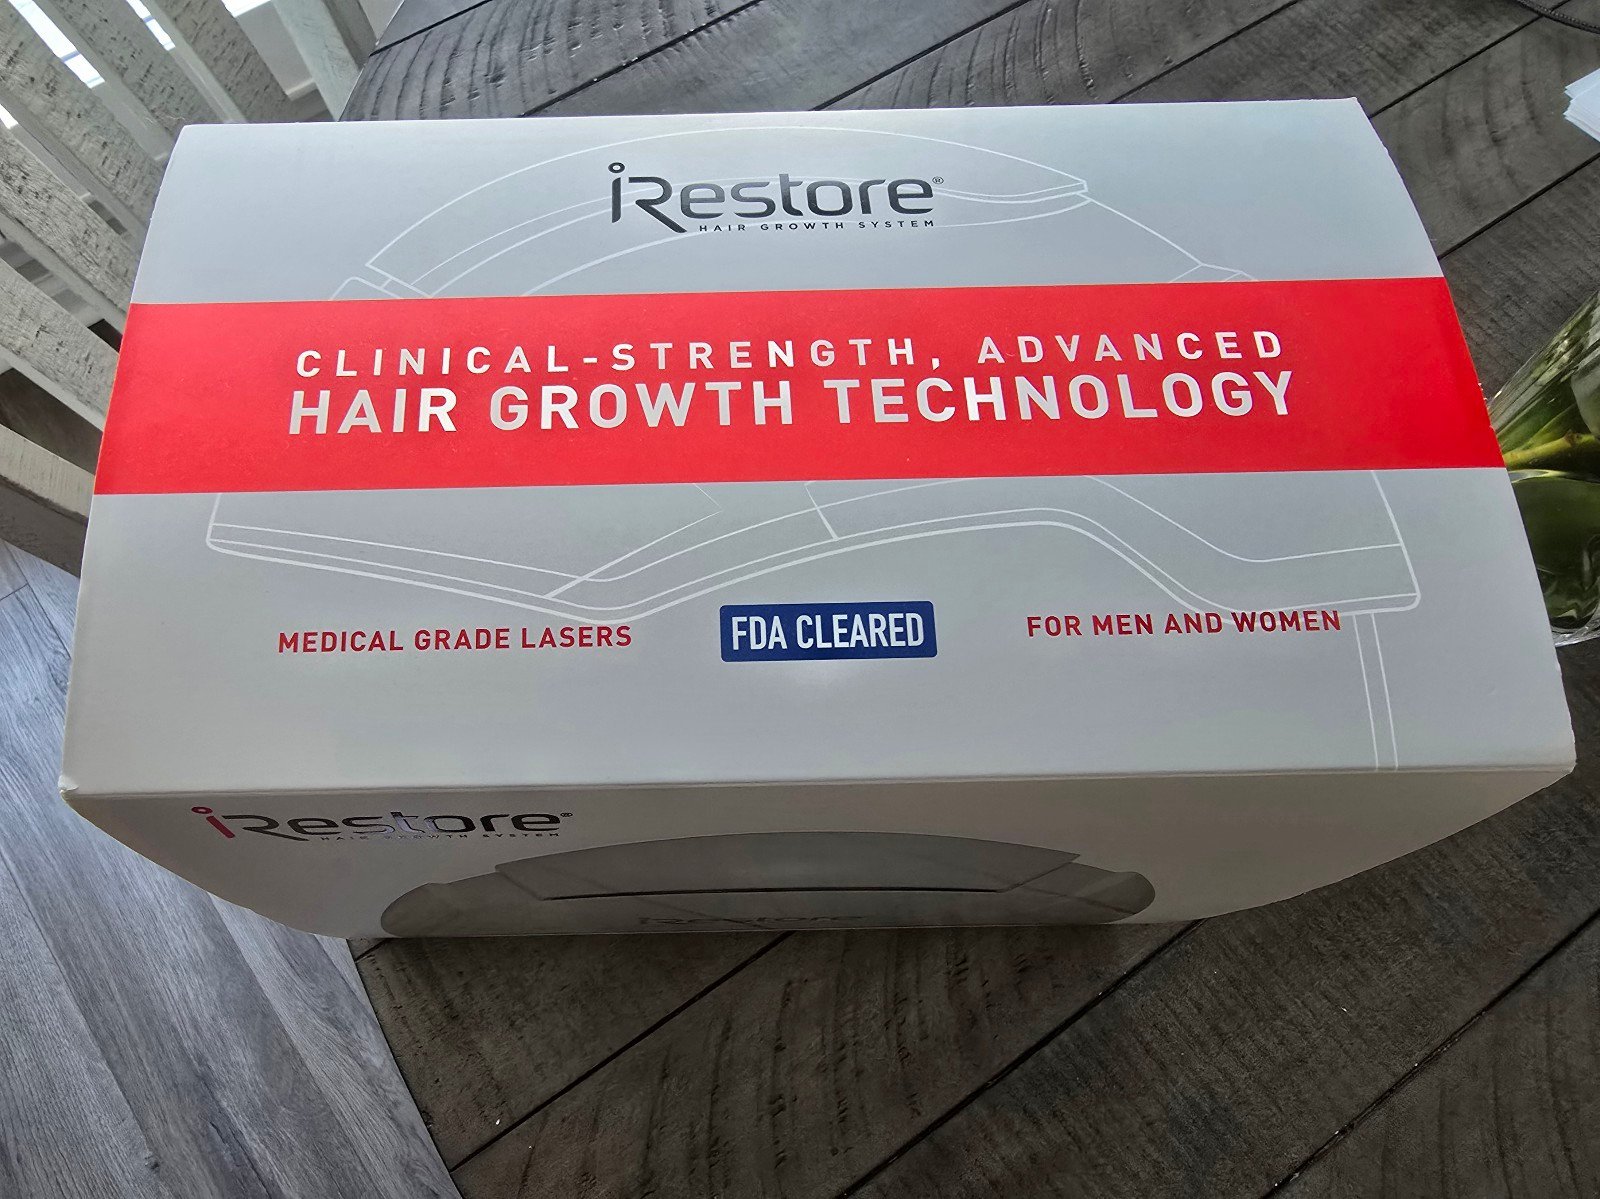 iRestore®
HAIR GROWTH SYSTEM
CLINICAL-STRENGTH, ADVANCED
HAIR GROWTH TECHNOLOGY
MEDICAL GRADE LASERS
FDA CLEARED
FOR MEN AND WOMEN
iRestore®
HAIR GROWTH SYSTEM
iRestore